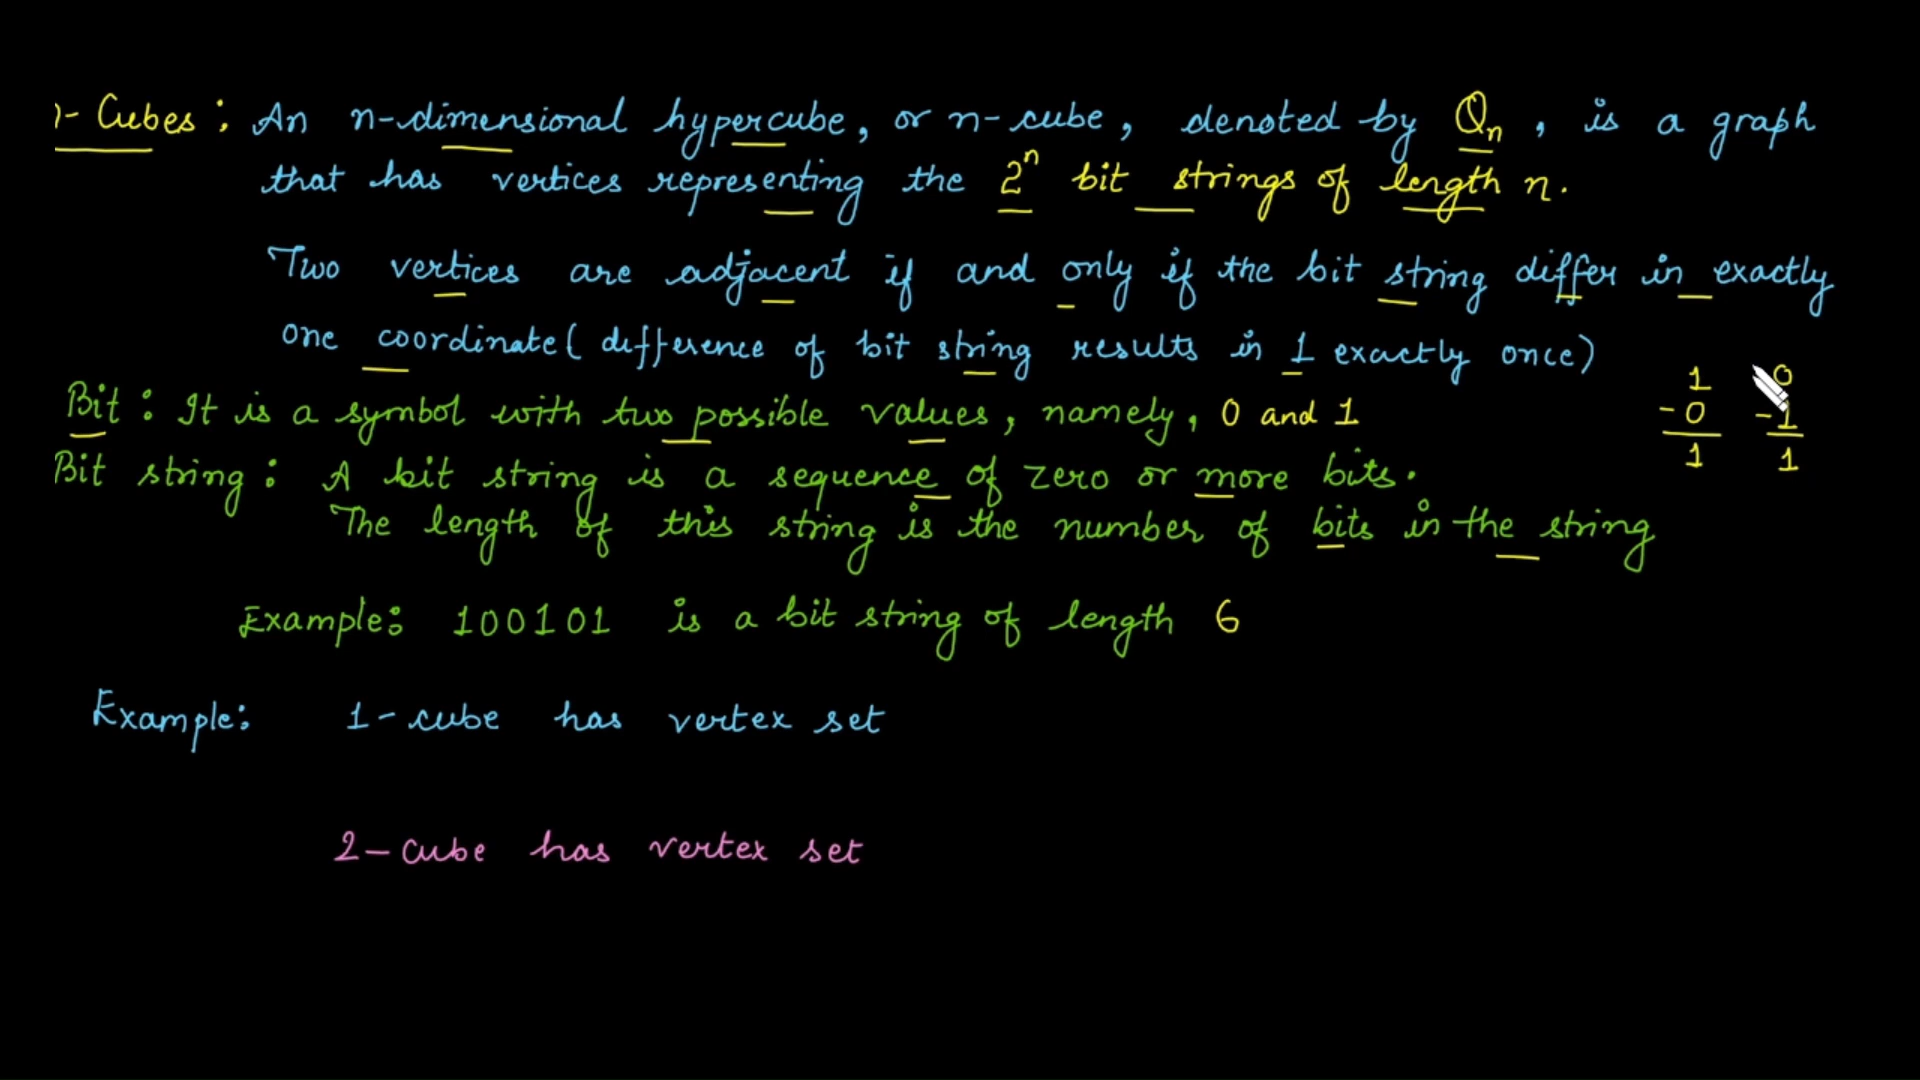 - Cubes : An n-dimensional hypercube, or n-cube, denoted by Qn, is a graph
that has vertices representing the 2^n bit strings of length n.
Two vertices are adjacent if and only if the bit string differ in exactly
one coordinate( difference of bit string results in 1 exactly once)
1 0
Bit : It is a symbol with two possible values, namely, 0 and 1
-0 -1
1 1
Bit string : A bit string is a sequence of zero or more bits.
The length of this string is the number of bits in the string
Example: 100101 is a bit string of length 6
Example: 1-cube has vertex set
2-cube has vertex set